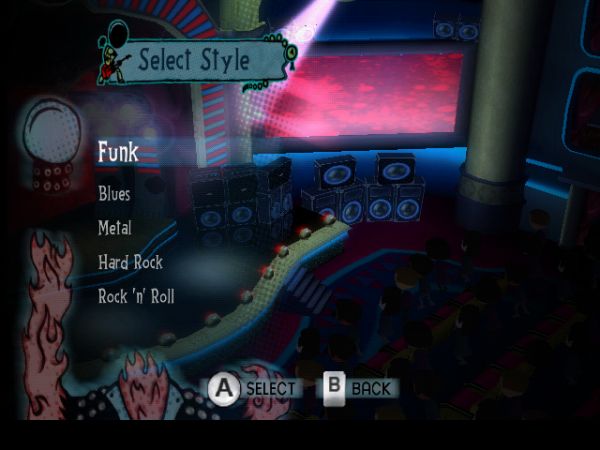 Select Style
Funk
Blues
Metal
Hard Rock
Rock 'n' Roll
A SELECT B BACK